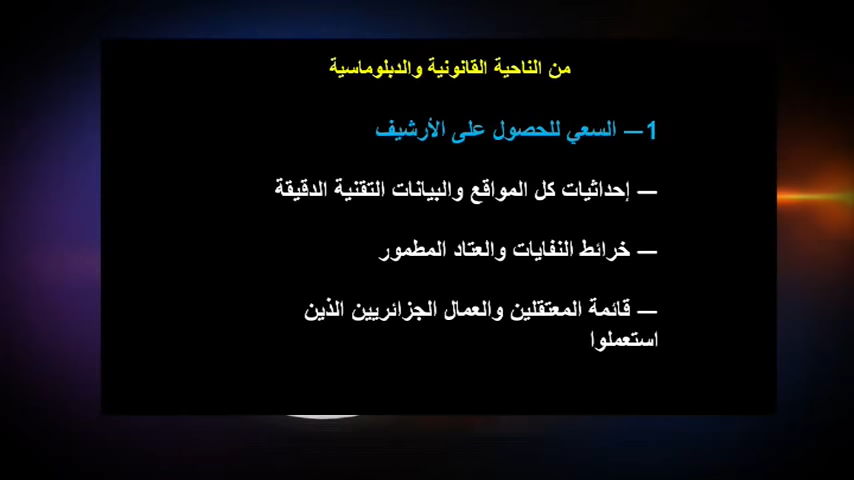 من الناحية القانونية والدبلوماسية
1— السعي للحصول على الأرشيف
— إحداثيات كل المواقع والبيانات التقنية الدقيقة
— خرائط النفايات والعتاد المطمور
— قائمة المعتقلين والعمال الجزائريين الذين
استعملوا